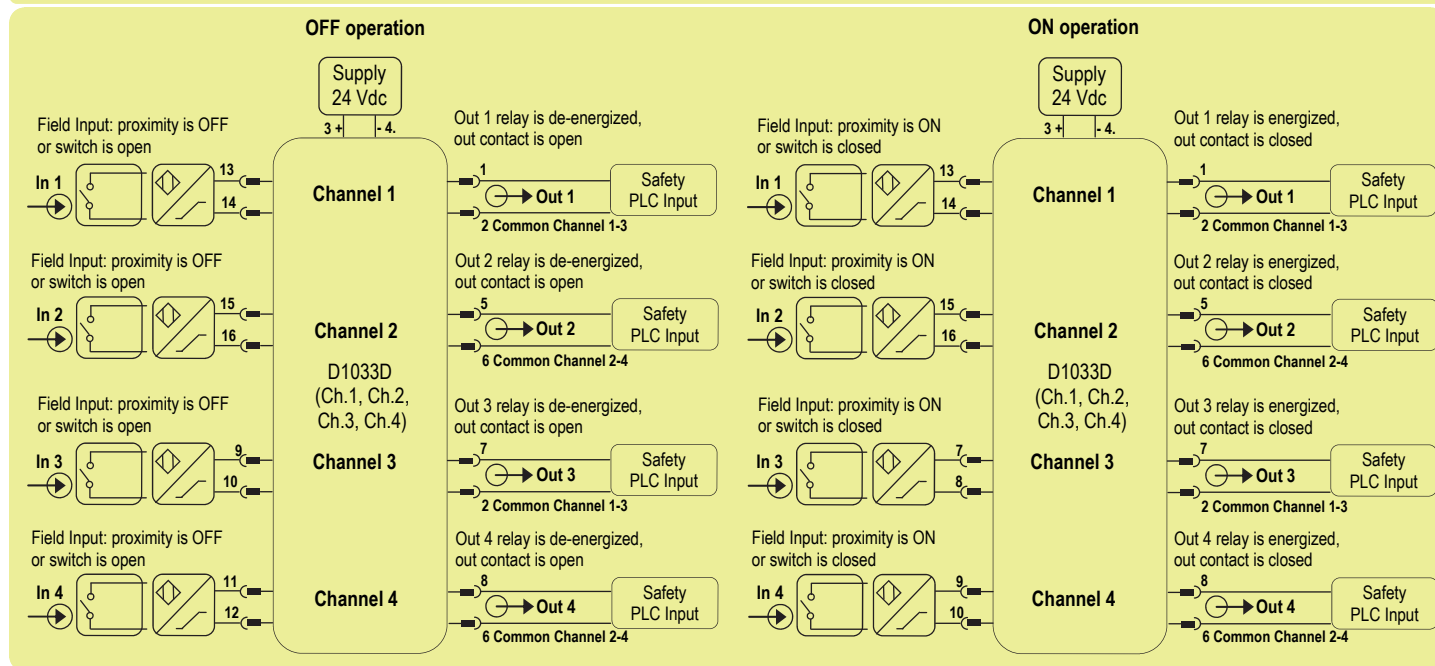 OFF operation
Supply
24 Vdc
3 +
- 4.
Field Input: proximity is OFF
or switch is open
In 1
13
14
Channel 1
Out 1 relay is de-energized,
out contact is open
1
Out 1
2 Common Channel 1-3
Safety
PLC Input
Field Input: proximity is OFF
or switch is open
In 2
15
16
Channel 2
Out 2 relay is de-energized,
out contact is open
5
Out 2
6 Common Channel 2-4
Safety
PLC Input
D1033D
(Ch.1, Ch.2,
Ch.3, Ch.4)
Field Input: proximity is OFF
or switch is open
In 3
9
10
Channel 3
Out 3 relay is de-energized,
out contact is open
7
Out 3
2 Common Channel 1-3
Safety
PLC Input
Field Input: proximity is OFF
or switch is open
In 4
11
12
Channel 4
Out 4 relay is de-energized,
out contact is open
8
Out 4
6 Common Channel 2-4
Safety
PLC Input
ON operation
Supply
24 Vdc
3 +
- 4.
Field Input: proximity is ON
or switch is closed
In 1
13
14
Channel 1
Out 1 relay is energized,
out contact is closed
1
Out 1
2 Common Channel 1-3
Safety
PLC Input
Field Input: proximity is ON
or switch is closed
In 2
15
16
Channel 2
Out 2 relay is energized,
out contact is closed
5
Out 2
6 Common Channel 2-4
Safety
PLC Input
D1033D
(Ch.1, Ch.2,
Ch.3, Ch.4)
Field Input: proximity is ON
or switch is closed
In 3
7
8
Channel 3
Out 3 relay is energized,
out contact is closed
7
Out 3
2 Common Channel 1-3
Safety
PLC Input
Field Input: proximity is ON
or switch is closed
In 4
9
10
Channel 4
Out 4 relay is energized,
out contact is closed
8
Out 4
6 Common Channel 2-4
Safety
PLC Input